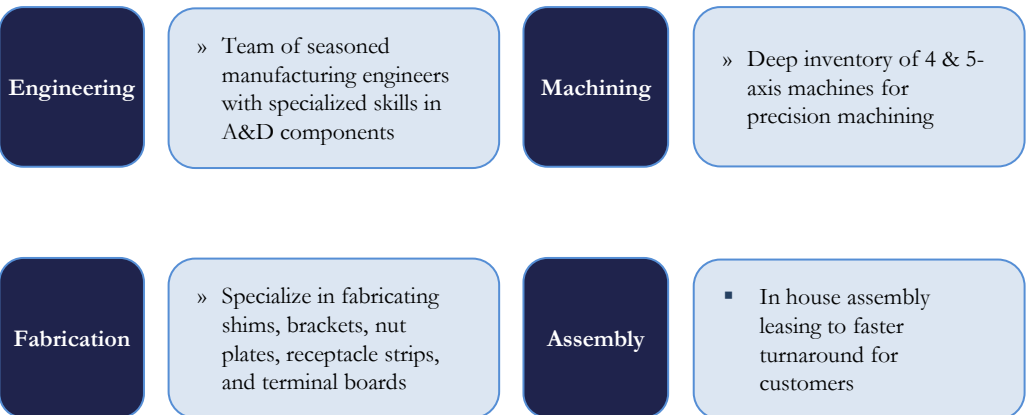 Engineering
» Team of seasoned
manufacturing engineers
with specialized skills in
A&D components
Machining
» Deep inventory of 4 & 5-
axis machines for
precision machining
Fabrication
» Specialize in fabricating
shims, brackets, nut
plates, receptacle strips,
and terminal boards
Assembly
▪ In house assembly
leasing to faster
turnaround for
customers